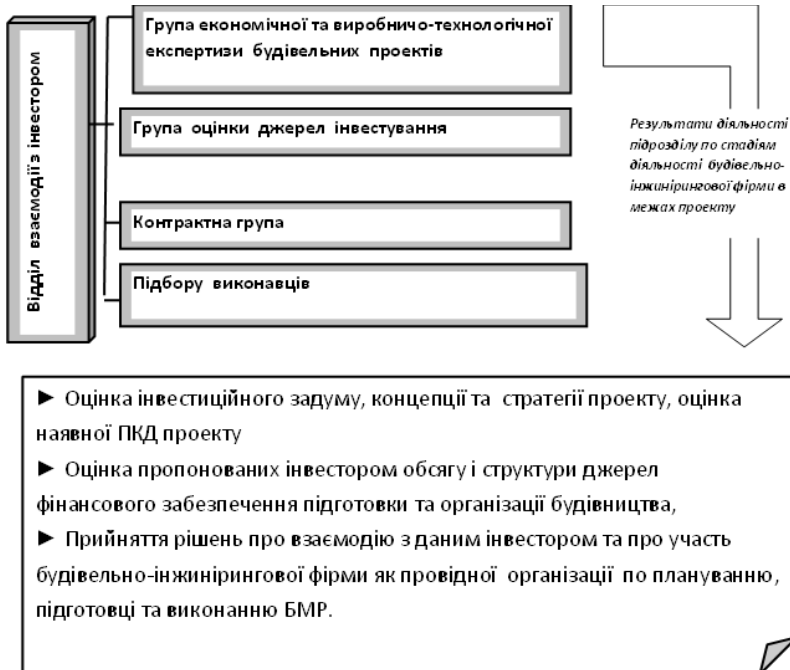 Відділ взаємодії з інвестором
Група економічної та виробничо-технологічної
експертизи будівельних проектів
Група оцінки джерел інвестування
Контрактна група
Підбору виконавців
Результати діяльності
підрозділу по стадіям
діяльності будівельно-
інжинірингової фірми в
межах проекту
► Оцінка інвестиційного задуму, концепції та стратегії проекту, оцінка
наявної ПКД проекту
► Оцінка пропонованих інвестором обсягу і структури джерел
фінансового забезпечення підготовки та організації будівництва,
► Прийняття рішень про взаємодію з даним інвестором та про участь
будівельно-інжинірингової фірми як провідної організації по плануванню,
підготовці та виконанню БМР.